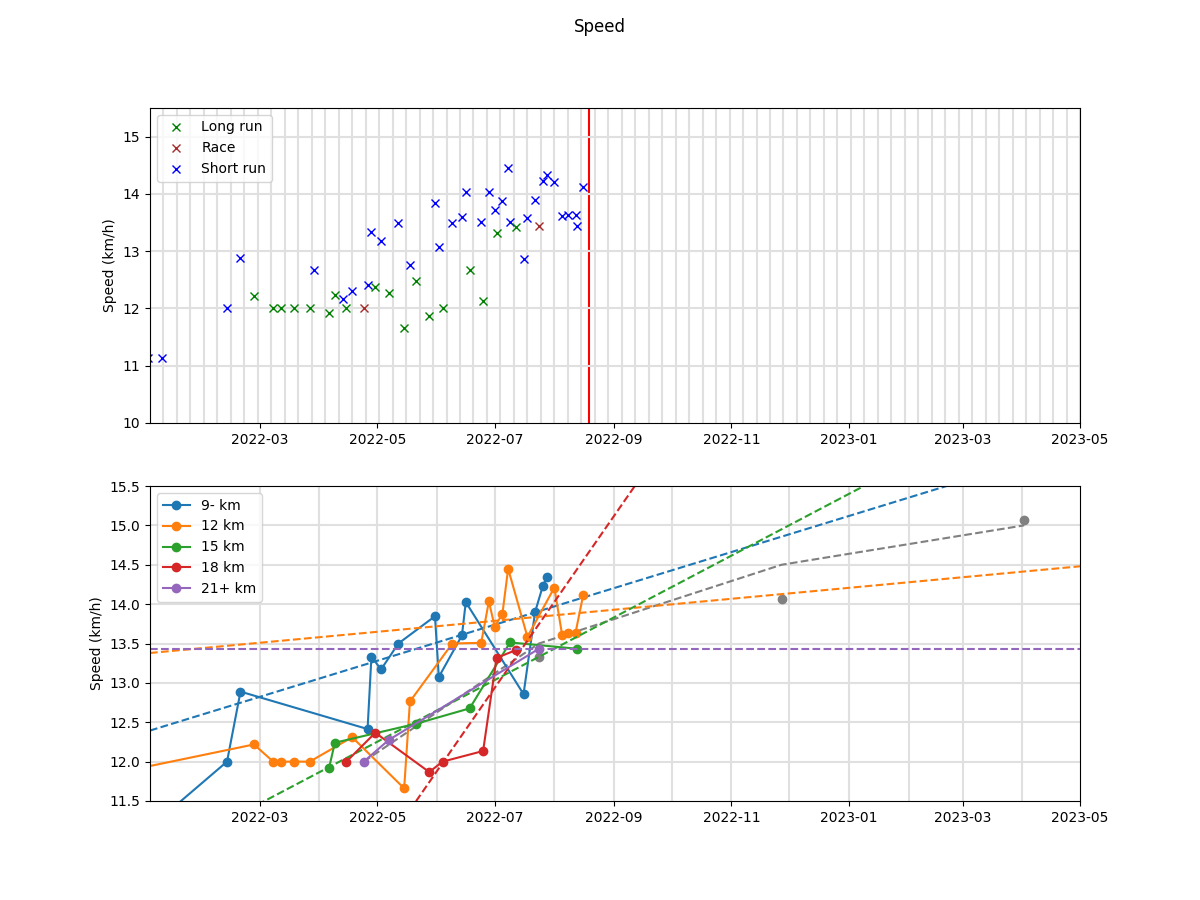 Speed
Speed (km/h)
15
14
13
12
11
10
Long run
Race
Short run
2022-03 2022-05 2022-07 2022-09 2022-11 2023-01 2023-03 2023-05
Speed (km/h)
15.5
15.0
14.5
14.0
13.5
13.0
12.5
12.0
11.5
9- km
12 km
15 km
18 km
21+ km
2022-03 2022-05 2022-07 2022-09 2022-11 2023-01 2023-03 2023-05